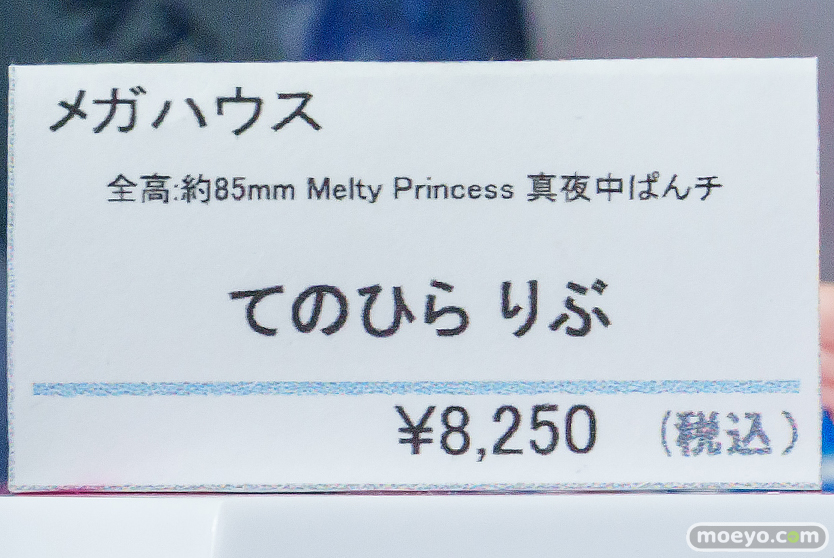 メガハウス
全高:約85mm Melty Princess 真夜中ぱんチ
てのひら りぶ
¥8,250 (税込)
moeyo.com